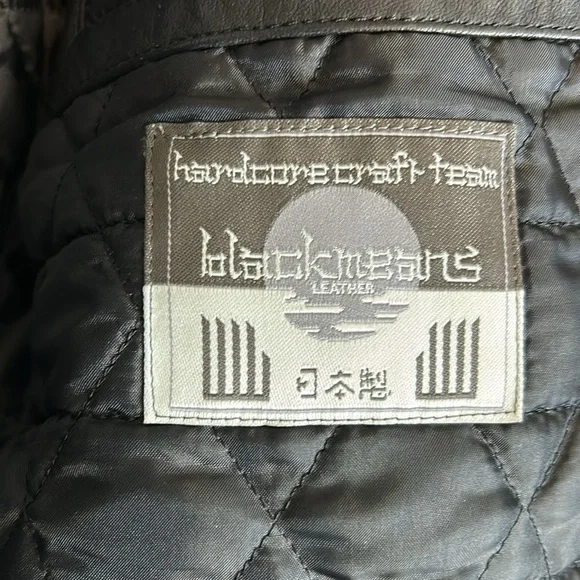 hardcore craft team
blackmeans
LEATHER
日本製